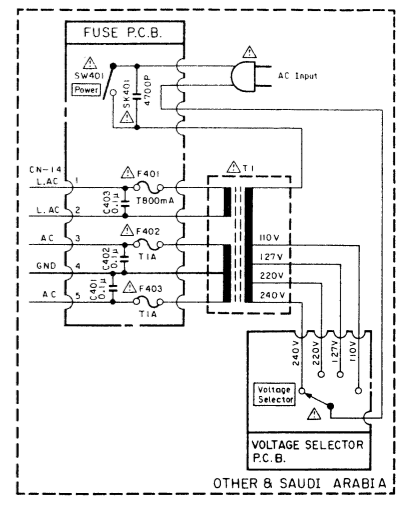 FUSE P.C.B.
SW401
Power
SK401
4700P
AC Input
CN-14
L.AC 1
F401
C403
0.1μ
T800mA
T1
L.AC 2
AC 3
F402
C402
0.1μ
T1A
GND 4
C401
0.1μ
AC 5
F403
T1A
110V
127V
220V
240V
240V
220V
127V
110V
Voltage
Selector
VOLTAGE SELECTOR
P.C.B.
OTHER & SAUDI ARABIA